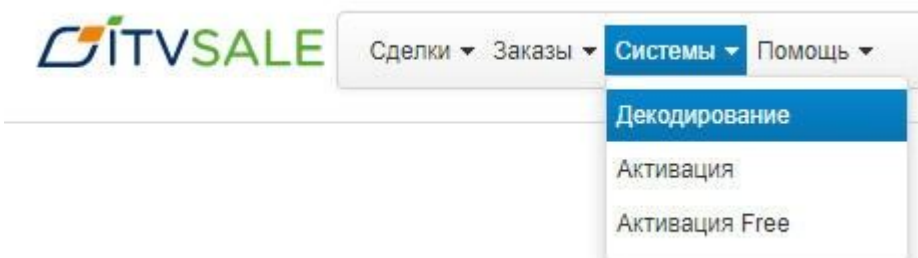 ITVSALE
Сделки Заказы Системы Помощь
Декодирование
Активация
Активация Free